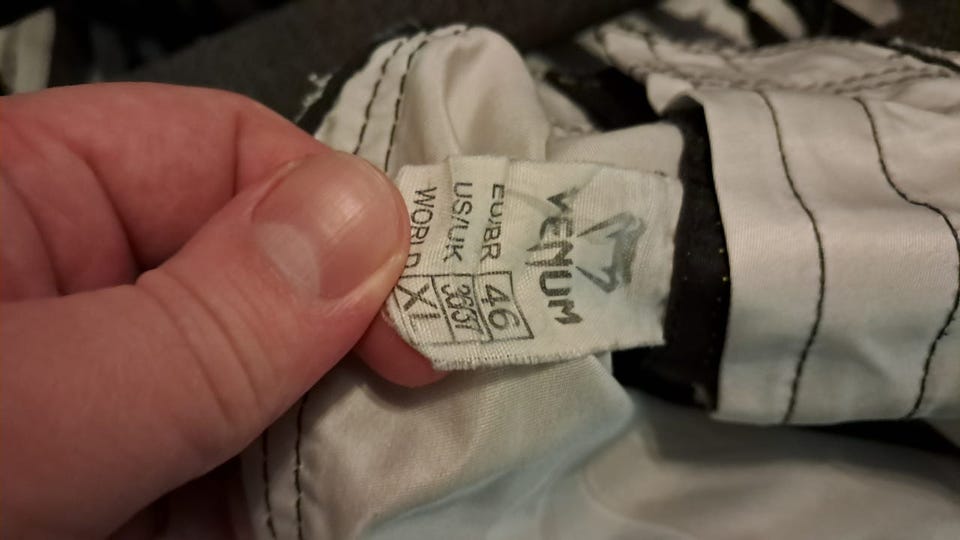 VENUM
EU/BR 46
US/UK 36/37
WORLD XL